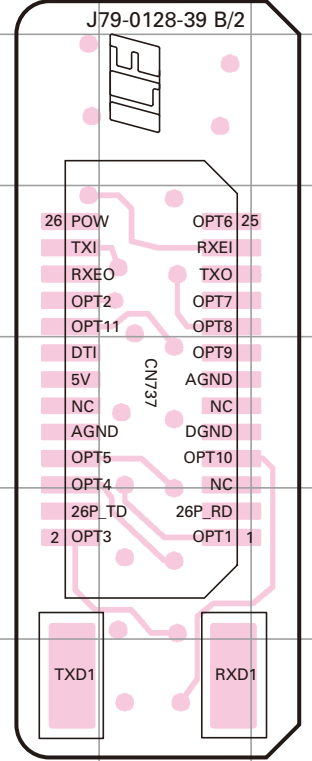 J79-0128-39 B/2
26 POW OPT6 25
TXI RXEI
RXEO TXO
OPT2 OPT7
OPT11 OPT8
DTI OPT9
5V AGND
CN737
NC NC
AGND DGND
OPT5 OPT10
OPT4 NC
26P_TD 26P_RD
2 OPT3 OPT1 1
TXD1 RXD1